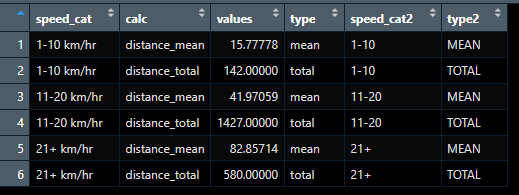 speed_cat calc values type speed_cat2 type2
1 1-10 km/hr distance_mean 15.77778 mean 1-10 MEAN
2 1-10 km/hr distance_total 142.00000 total 1-10 TOTAL
3 11-20 km/hr distance_mean 41.97059 mean 11-20 MEAN
4 11-20 km/hr distance_total 1427.00000 total 11-20 TOTAL
5 21+ km/hr distance_mean 82.85714 mean 21+ MEAN
6 21+ km/hr distance_total 580.00000 total 21+ TOTAL